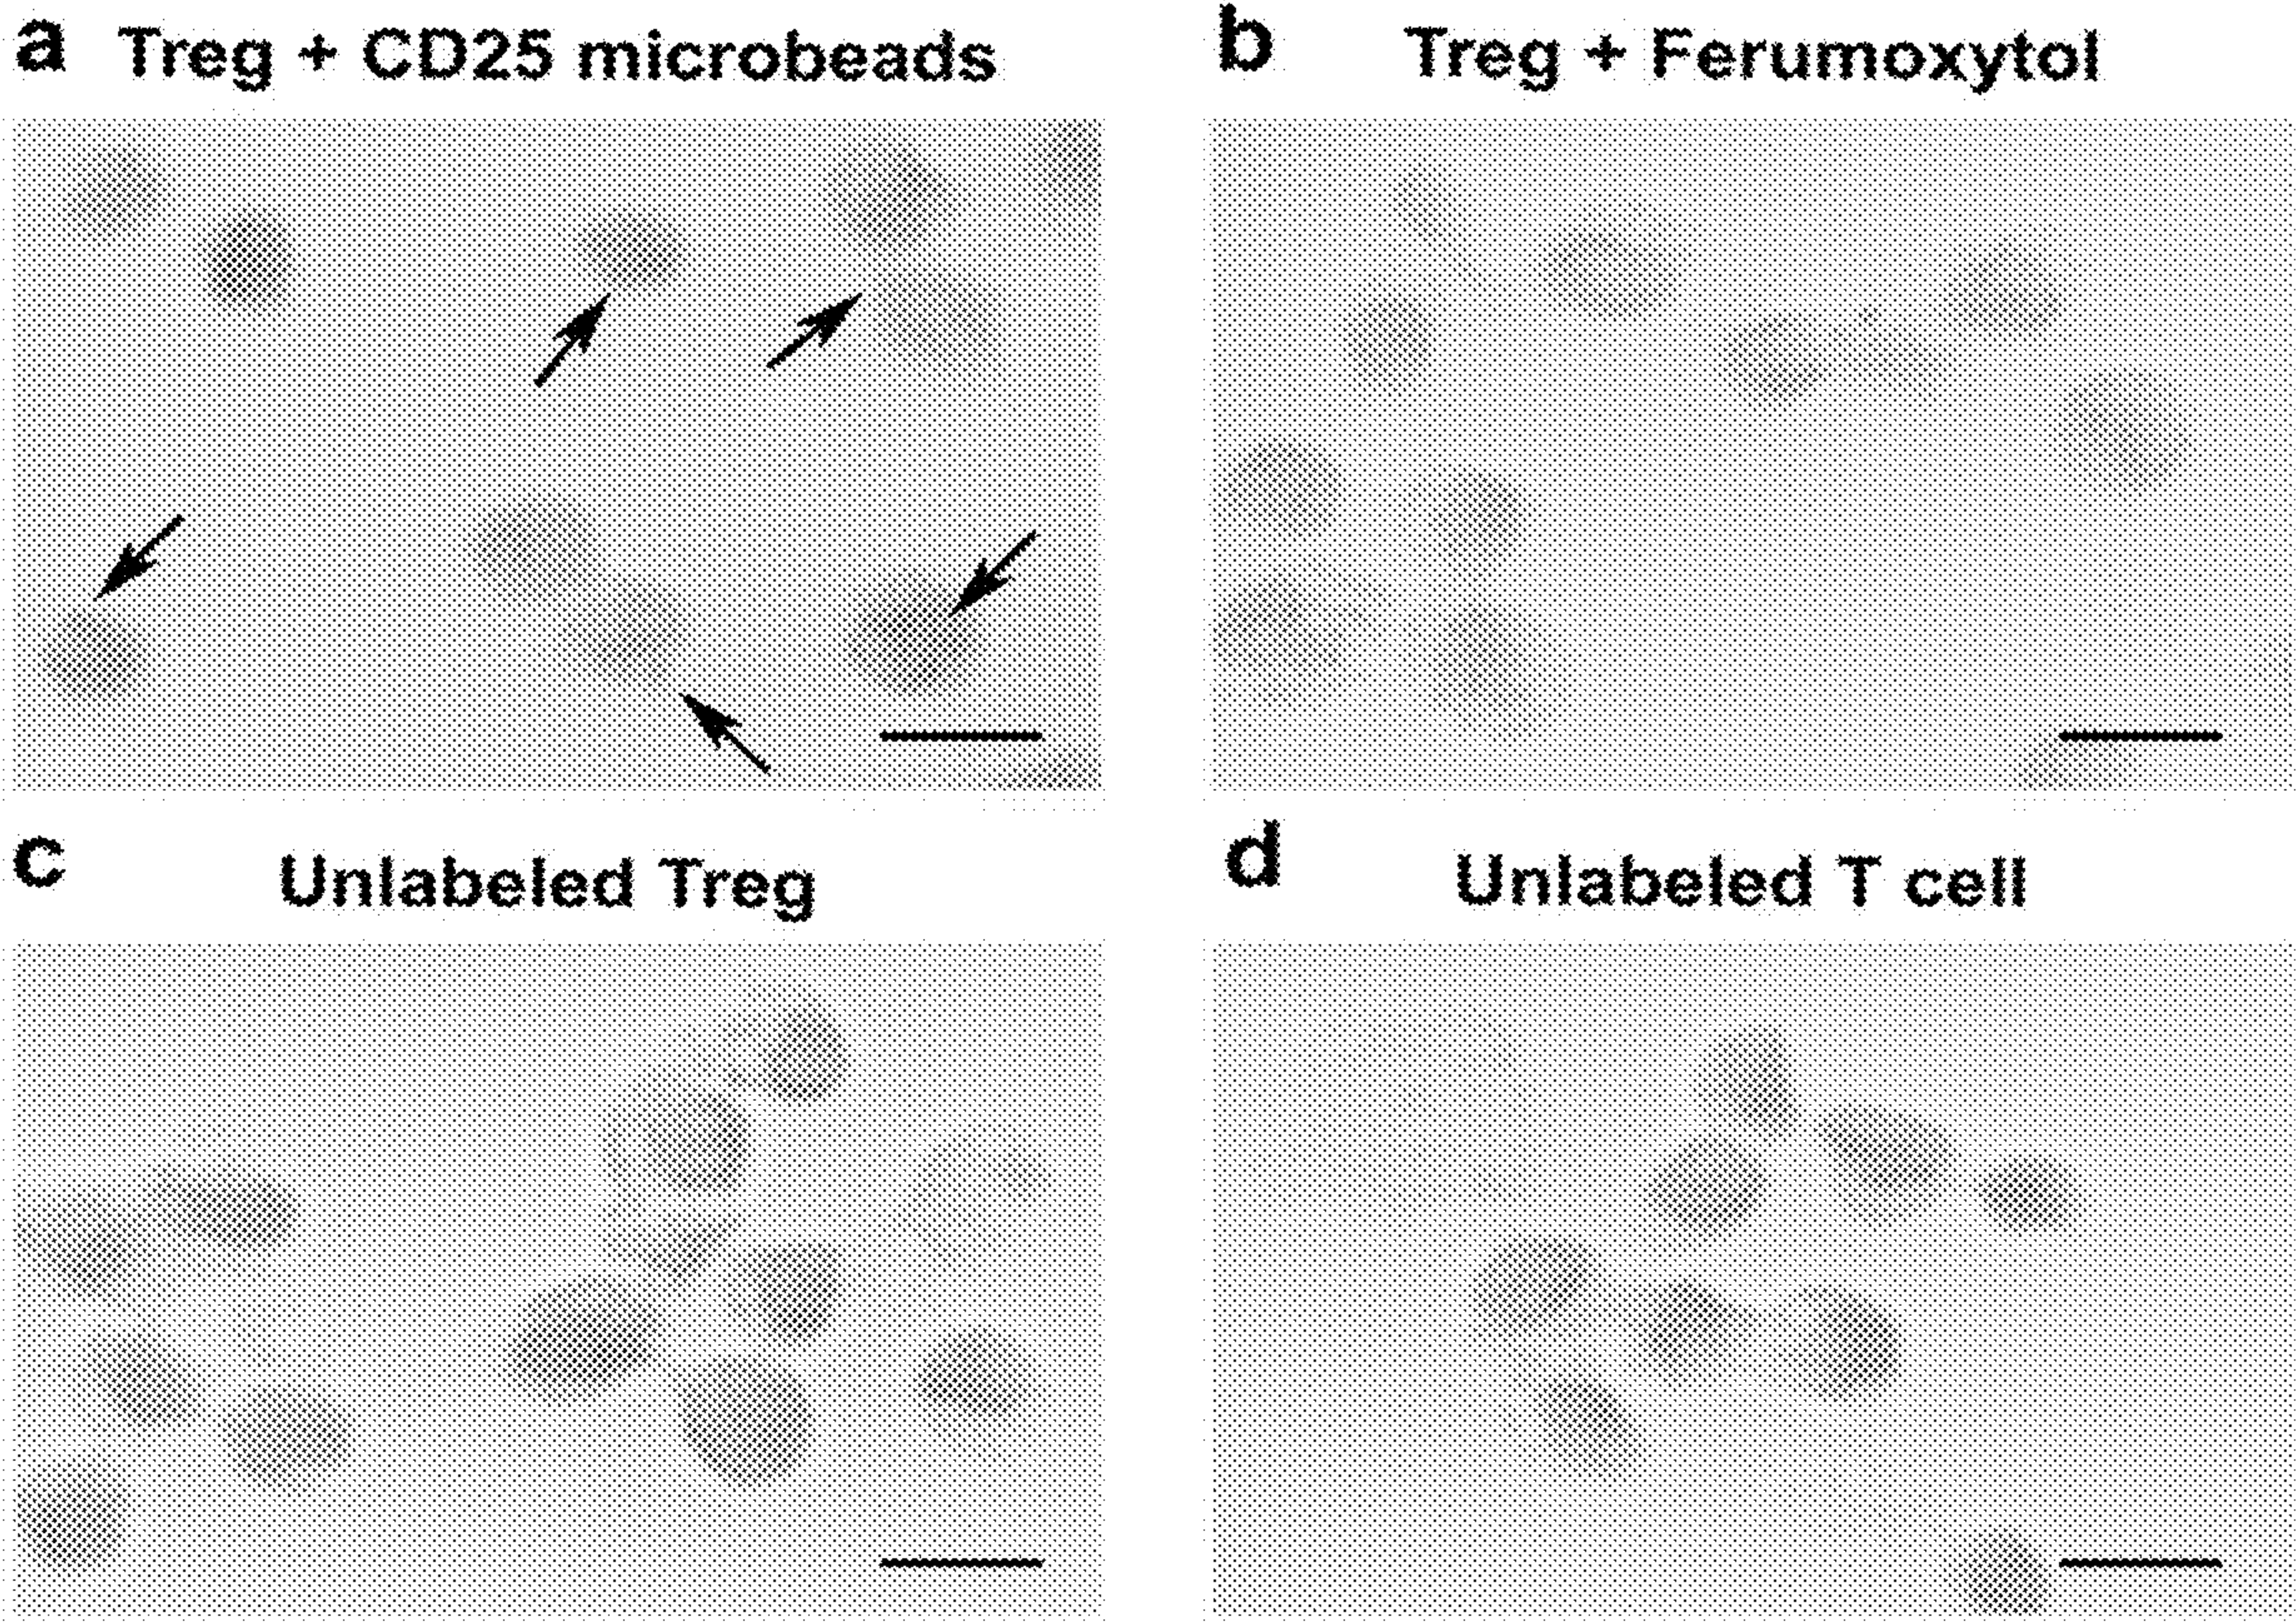 a Treg + CD25 microbeads
b Treg + Ferumoxytol
c Unlabeled Treg
d Unlabeled T cell